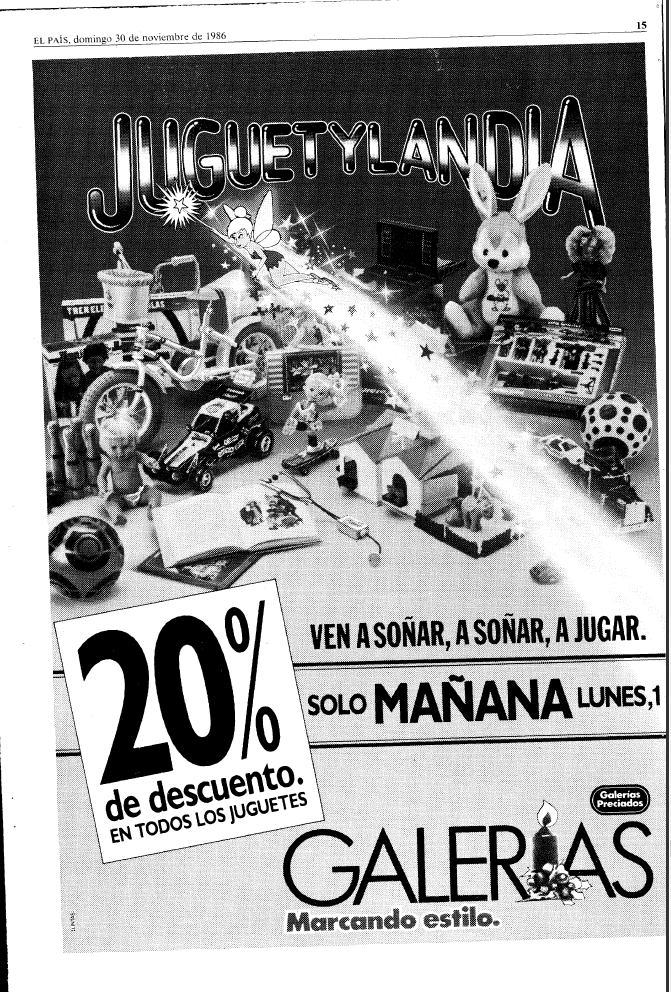 EL PAÍS, domingo 30 de noviembre de 1986
15
JUGUETYLANDIA
20%
de descuento.
EN TODOS LOS JUGUETES
VEN A SOÑAR, A SOÑAR, A JUGAR.
SOLO MAÑANA LUNES,1
Galerías
Preciados
GALERIAS
Marcando estilo.